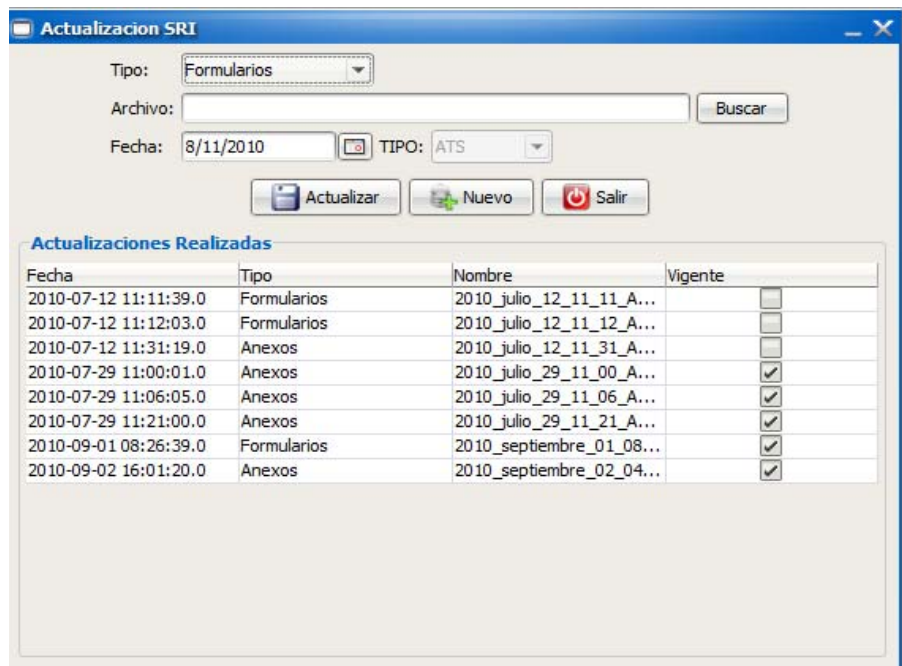 Actualizacion SRI
Tipo: Formularios
Archivo: Buscar
Fecha: 8/11/2010 TIPO: ATS
Actualizar Nuevo Salir
Actualizaciones Realizadas
Fecha Tipo Nombre Vigente
2010-07-12 11:11:39.0 Formularios 2010_julio_12_11_11_A...
2010-07-12 11:12:03.0 Formularios 2010_julio_12_11_12_A...
2010-07-12 11:31:19.0 Anexos 2010_julio_12_11_31_A...
2010-07-29 11:00:01.0 Anexos 2010_julio_29_11_00_A...
2010-07-29 11:06:05.0 Anexos 2010_julio_29_11_06_A...
2010-07-29 11:21:00.0 Anexos 2010_julio_29_11_21_A...
2010-09-01 08:26:39.0 Formularios 2010_septiembre_01_08...
2010-09-02 16:01:20.0 Anexos 2010_septiembre_02_04...